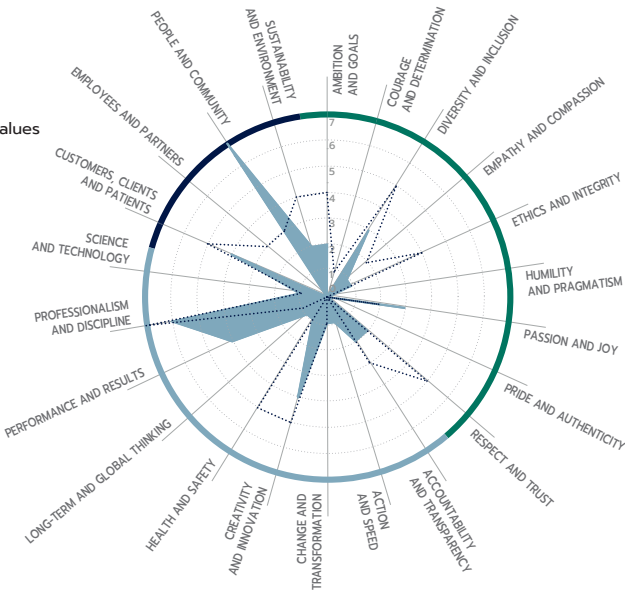 alues
AMBITION
AND GOALS
COURAGE
AND DETERMINATION
DIVERSITY AND INCLUSION
EMPATHY AND COMPASSION
ETHICS AND INTEGRITY
HUMILITY
AND PRAGMATISM
PASSION AND JOY
PRIDE AND AUTHENTICITY
RESPECT AND TRUST
ACCOUNTABILITY
AND TRANSPARENCY
ACTION
AND SPEED
CHANGE AND
TRANSFORMATION
CREATIVITY
AND INNOVATION
HEALTH AND SAFETY
LONG-TERM AND GLOBAL THINKING
PERFORMANCE AND RESULTS
PROFESSIONALISM
AND DISCIPLINE
SCIENCE
AND TECHNOLOGY
CUSTOMERS, CLIENTS
AND PATIENTS
EMPLOYEES AND PARTNERS
PEOPLE AND COMMUNITY
SUSTAINABILITY
AND ENVIRONMENT
7
6
5
4
3
2
1